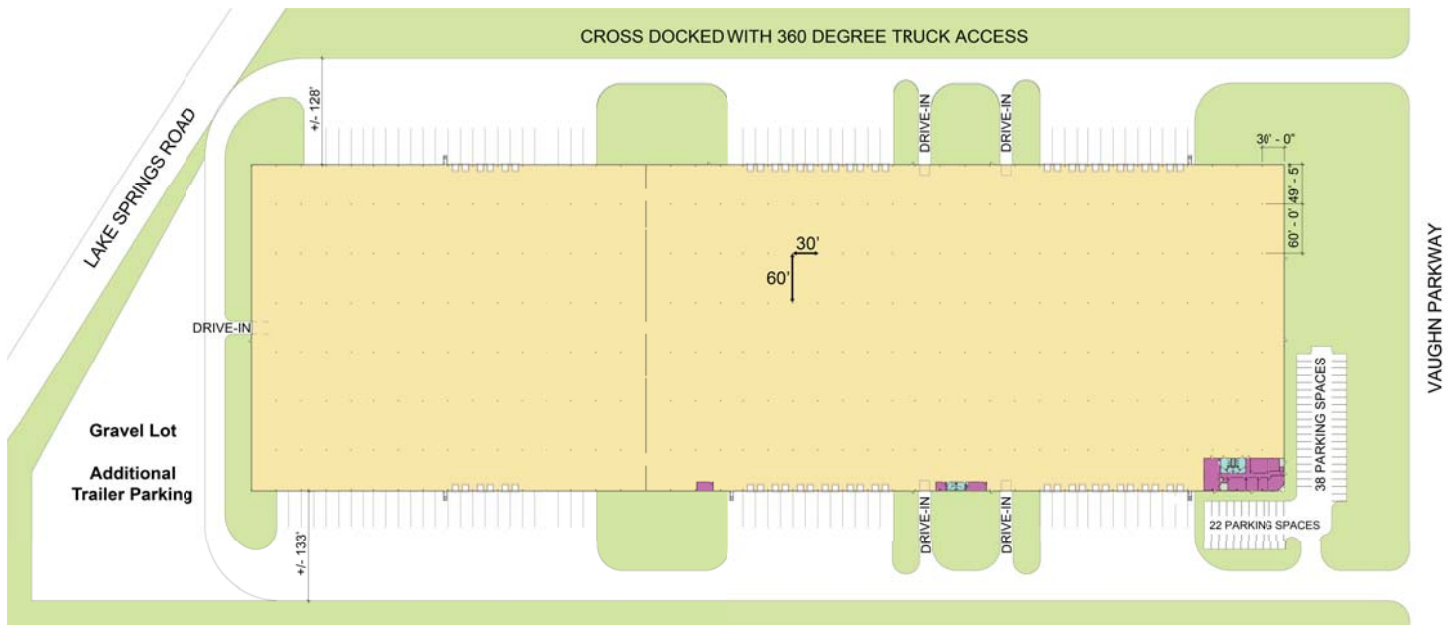 CROSS DOCKED WITH 360 DEGREE TRUCK ACCESS
LAKE SPRINGS ROAD
+/- 128'
DRIVE-IN
DRIVE-IN
30' - 0"
49' - 5"
60' - 0"
30'
60'
VAUGHN PARKWAY
DRIVE-IN
38 PARKING SPACES
Gravel Lot
Additional
Trailer Parking
+/- 133'
DRIVE-IN
DRIVE-IN
22 PARKING SPACES